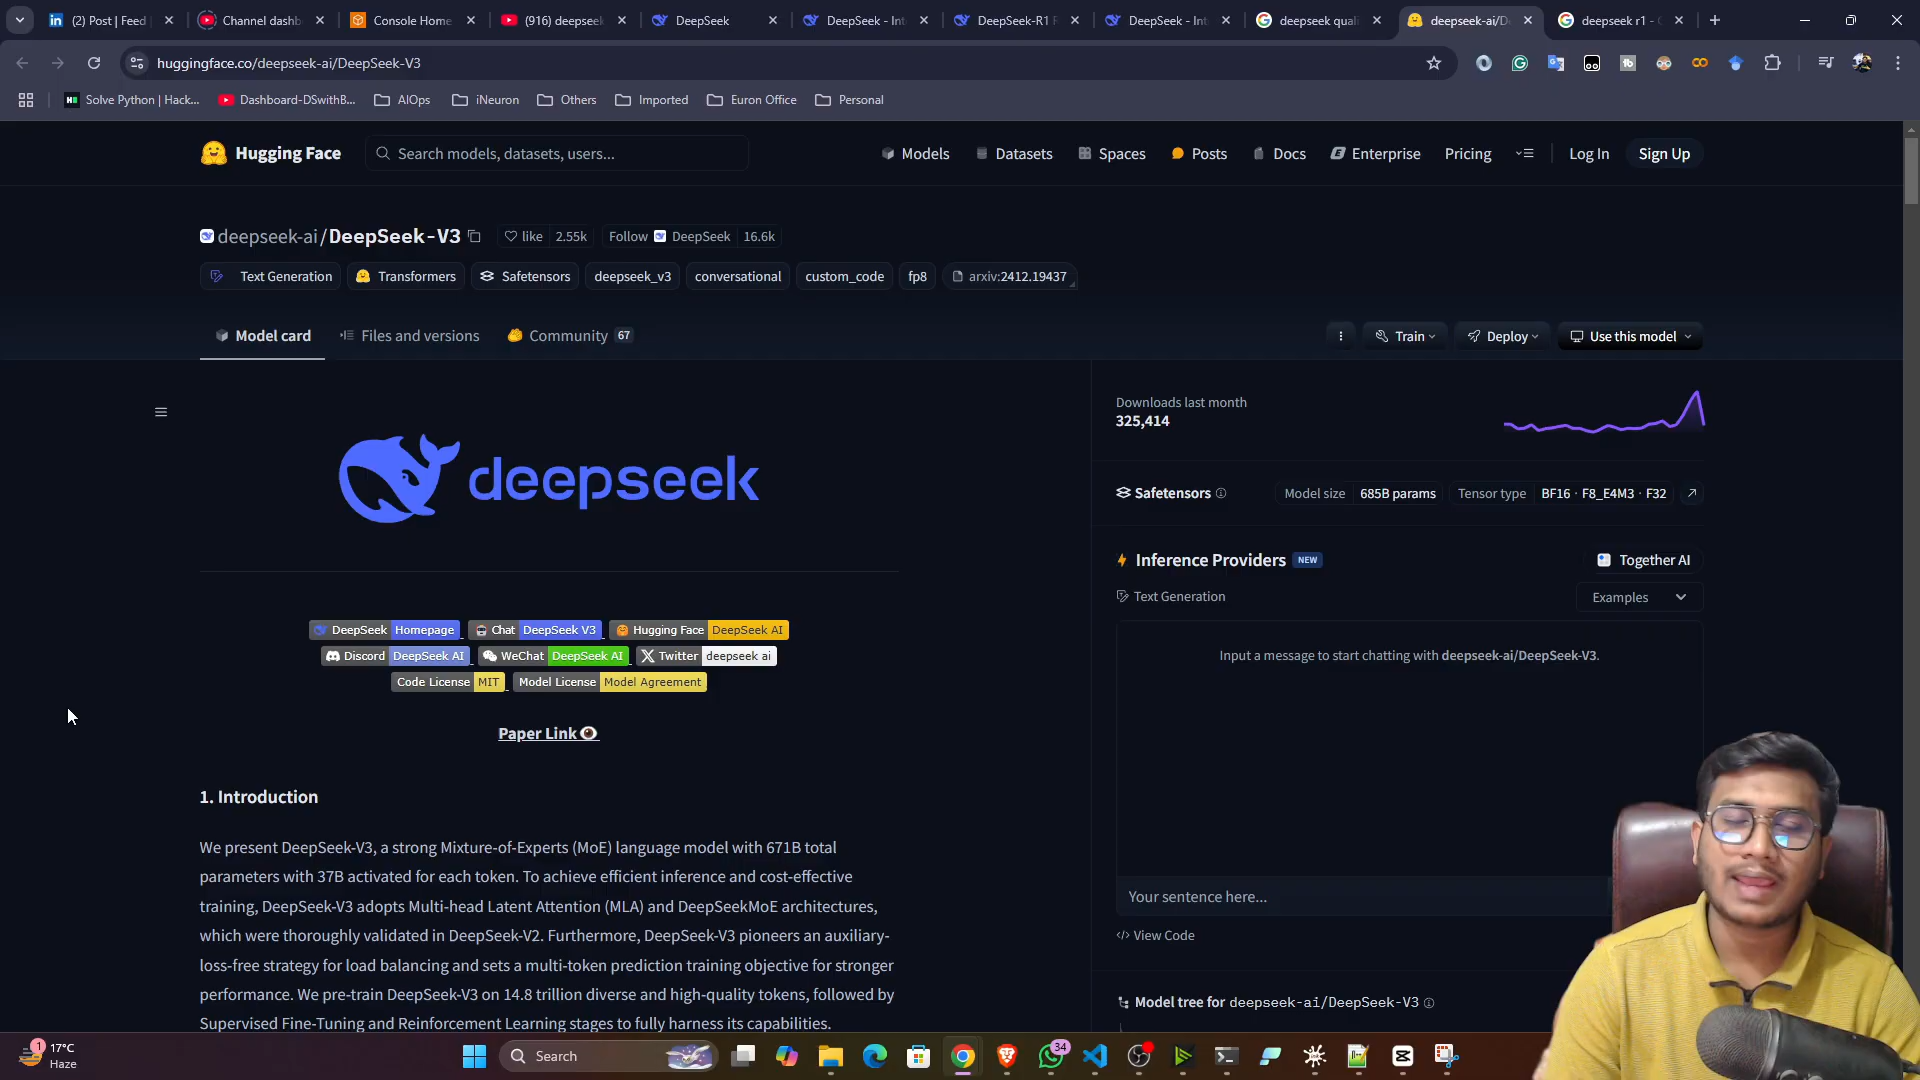 (2) Post | Feed
Channel dashb
Console Home
(916) deepseek
DeepSeek
DeepSeek - Int
DeepSeek-R1 R
DeepSeek - Int
deepseek quali
deepseek-ai/D
deepseek r1 - G
huggingface.co/deepseek-ai/DeepSeek-V3
Solve Python | Hack...
Dashboard-DSwithB...
AIOps
iNeuron
Others
Imported
Euron Office
Personal
Hugging Face
Search models, datasets, users...
Models
Datasets
Spaces
Posts
Docs
Enterprise
Pricing
Log In
Sign Up
deepseek-ai/DeepSeek-V3
like 2.55k
Follow DeepSeek 16.6k
Text Generation
Transformers
Safetensors
deepseek_v3
conversational
custom_code
fp8
arxiv:2412.19437
Model card
Files and versions
Community 67
Train
Deploy
Use this model
deepseek
DeepSeek Homepage
Chat DeepSeek V3
Hugging Face DeepSeek AI
Discord DeepSeek AI
WeChat DeepSeek AI
Twitter deepseek ai
Code License MIT
Model License Model Agreement
Paper Link
1. Introduction
We present DeepSeek-V3, a strong Mixture-of-Experts (MoE) language model with 671B total
parameters with 37B activated for each token. To achieve efficient inference and cost-effective
training, DeepSeek-V3 adopts Multi-head Latent Attention (MLA) and DeepSeekMoE architectures,
which were thoroughly validated in DeepSeek-V2. Furthermore, DeepSeek-V3 pioneers an auxiliary-
loss-free strategy for load balancing and sets a multi-token prediction training objective for stronger
performance. We pre-train DeepSeek-V3 on 14.8 trillion diverse and high-quality tokens, followed by
Supervised Fine-Tuning and Reinforcement Learning stages to fully harness its capabilities.
Downloads last month
325,414
Safetensors
Model size 685B params
Tensor type BF16 · F8_E4M3 · F32
Inference Providers NEW
Together AI
Text Generation
Examples
Input a message to start chatting with deepseek-ai/DeepSeek-V3.
Your sentence here...
</> View Code
Model tree for deepseek-ai/DeepSeek-V3
1
17°C
Haze
Search
34